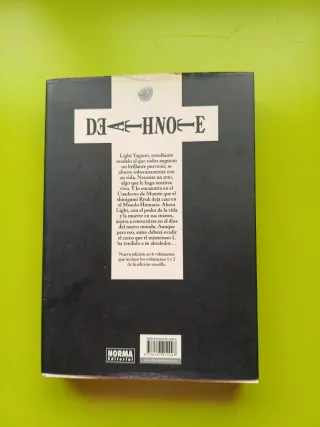 DEATHNOTE
Light Yagami, estudiante
modelo al que todos auguran
un brillante porvenir, se
aburre soberanamente con
su vida. Necesita un reto,
algo que le haga sentirse
vivo. Y lo encuentra en el
Cuaderno de Muerte que el
shinigami Ryuk deja caer en
el Mundo Humano. Ahora
Light, con el poder de la vida
y la muerte en sus manos,
aspira a convertirse en el dios
del nuevo mundo. Aunque
para eso, antes deberá eludir
el cerco que el misterioso L
ha tendido a su alrededor…
Nueva edición en 6 volúmenes
que incluye los volúmenes 1 y 2
de la edición sencilla.
NORMA
Editorial